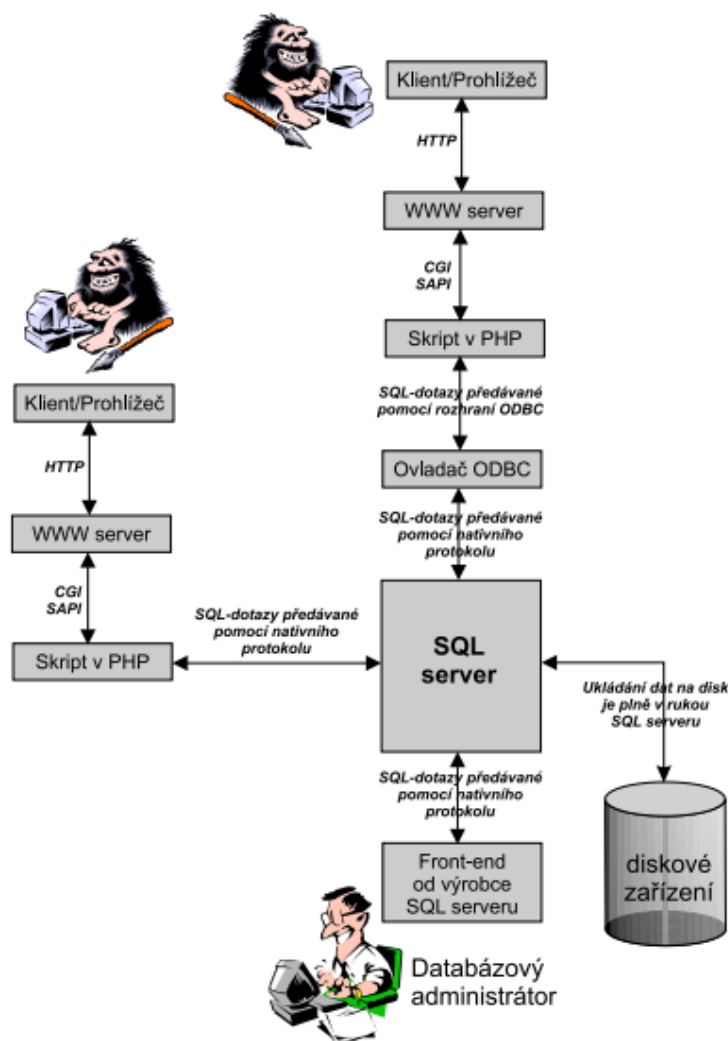 Klient/Prohlížeč
HTTP
WWW server
CGI
SAPI
Skript v PHP
SQL-dotazy předávané
pomocí rozhraní ODBC
Ovladač ODBC
SQL-dotazy předávané
pomocí nativního
protokolu
Klient/Prohlížeč
HTTP
WWW server
CGI
SAPI
Skript v PHP
SQL-dotazy předávané
pomocí nativního
protokolu
SQL
server
Ukládání dat na disk
je plně v rukou
SQL serveru
SQL-dotazy předávané
pomocí nativního
protokolu
Front-end
od výrobce
SQL serveru
diskové
zařízení
Databázový
administrátor